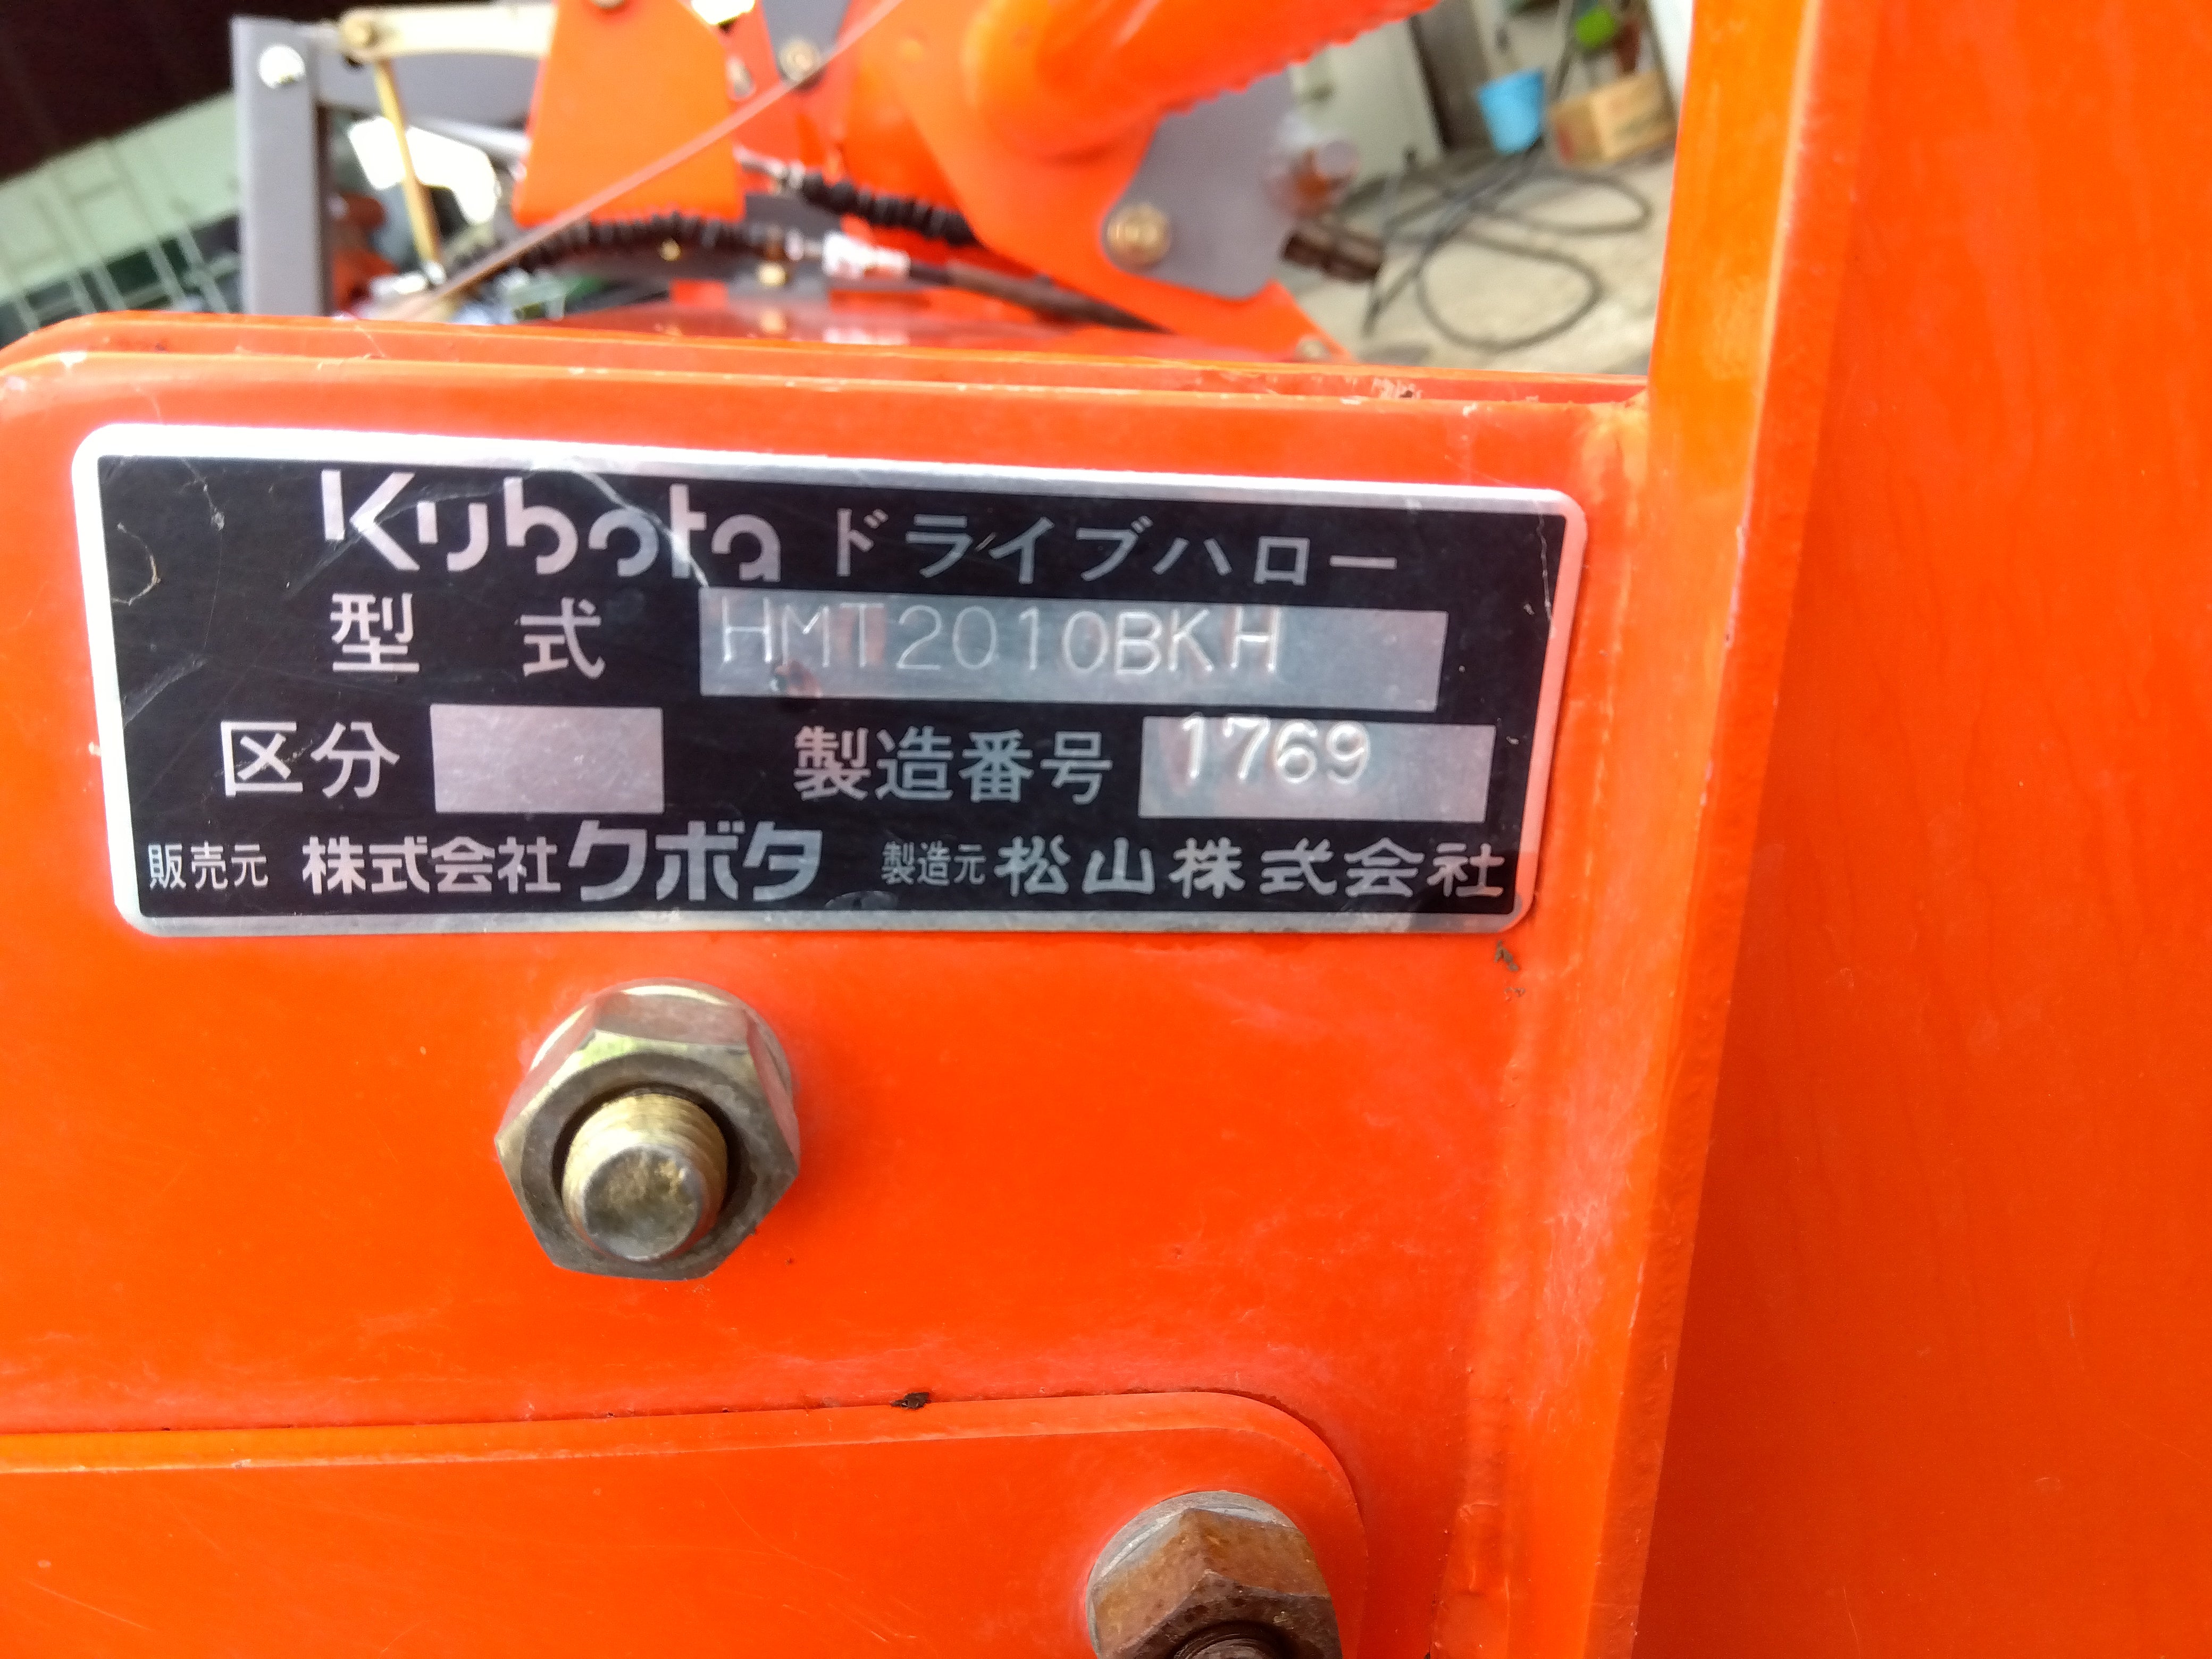 Kubota ドライブハロー
型式 HMT2010BKH
区分 製造番号 1769
販売元 株式会社クボタ 製造元 松山株式会社